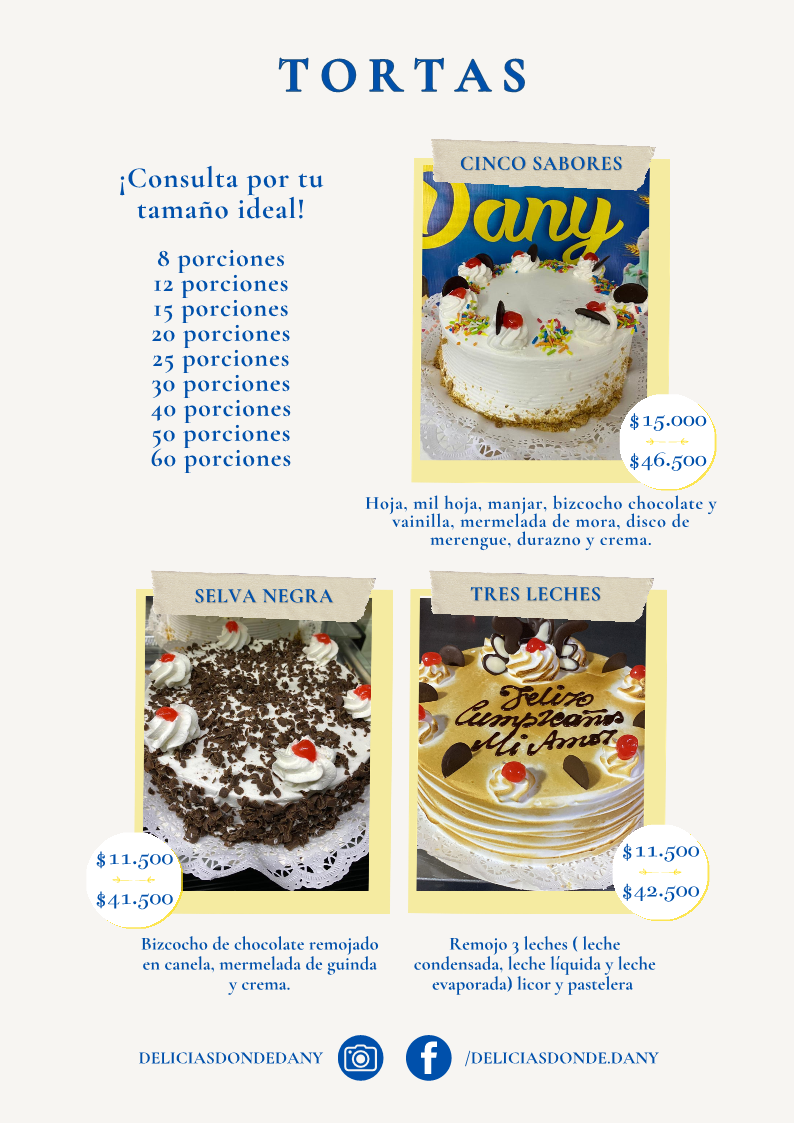 TORTAS
¡Consulta por tu
tamaño ideal!
8 porciones
12 porciones
15 porciones
20 porciones
25 porciones
30 porciones
40 porciones
50 porciones
60 porciones
CINCO SABORES
Dany
$15.000
$46.500
Hoja, mil hoja, manjar, bizcocho chocolate y
vainilla, mermelada de mora, disco de
merengue, durazno y crema.
SELVA NEGRA
$11.500
$41.500
Bizcocho de chocolate remojado
en canela, mermelada de guinda
y crema.
TRES LECHES
Feliz
Cumpleaños
Mi Amor
$11.500
$42.500
Remojo 3 leches ( leche
condensada, leche líquida y leche
evaporada) licor y pastelera
DELICIASDONDEDANY
/DELICIASDONDE.DANY